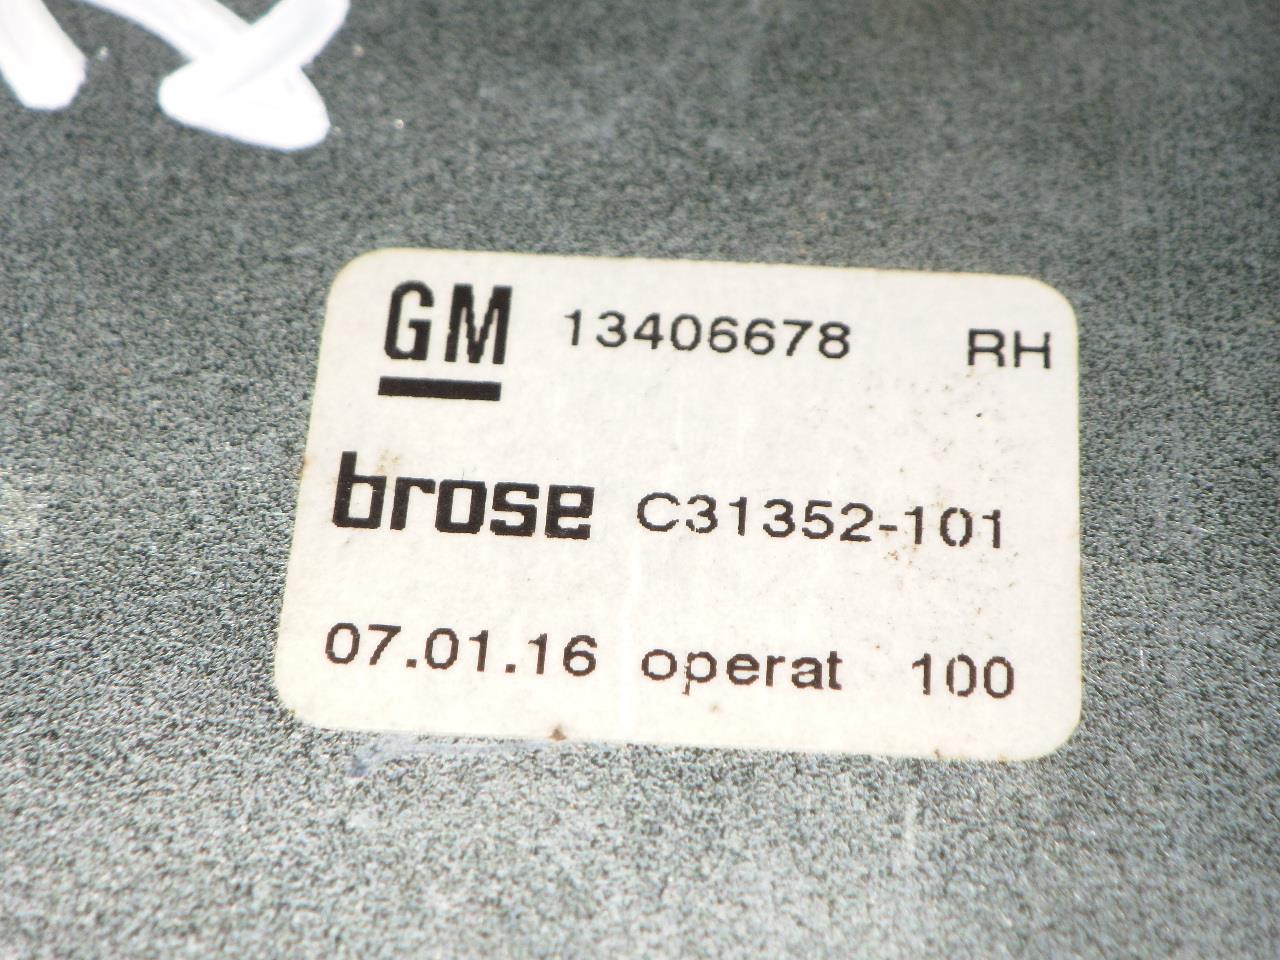 GM 13406678 RH
brose C31352-101
07.01.16 operat 100